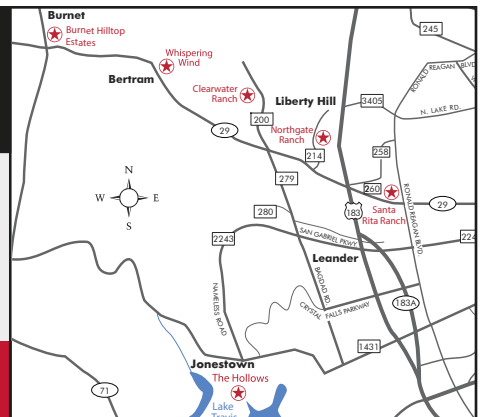 Burnet
Burnet Hilltop
Estates
245
Whispering
Wind
RONALD REAGAN BLVD
Bertram
Clearwater
Ranch
Liberty Hill
3405
N. LAKE RD.
200
29
Northgate
Ranch
214
258
N
W E
S
279
260
RONALD REAGAN BLVD
280
183
Santa
Rita Ranch
29
2243
SAN GABRIEL PKWY
224
Leander
BAGDAD RD
NAMELESS ROAD
CRYSTAL FALLS PARKWAY
183A
1431
Jonestown
The Hollows
71
Lake
Travis